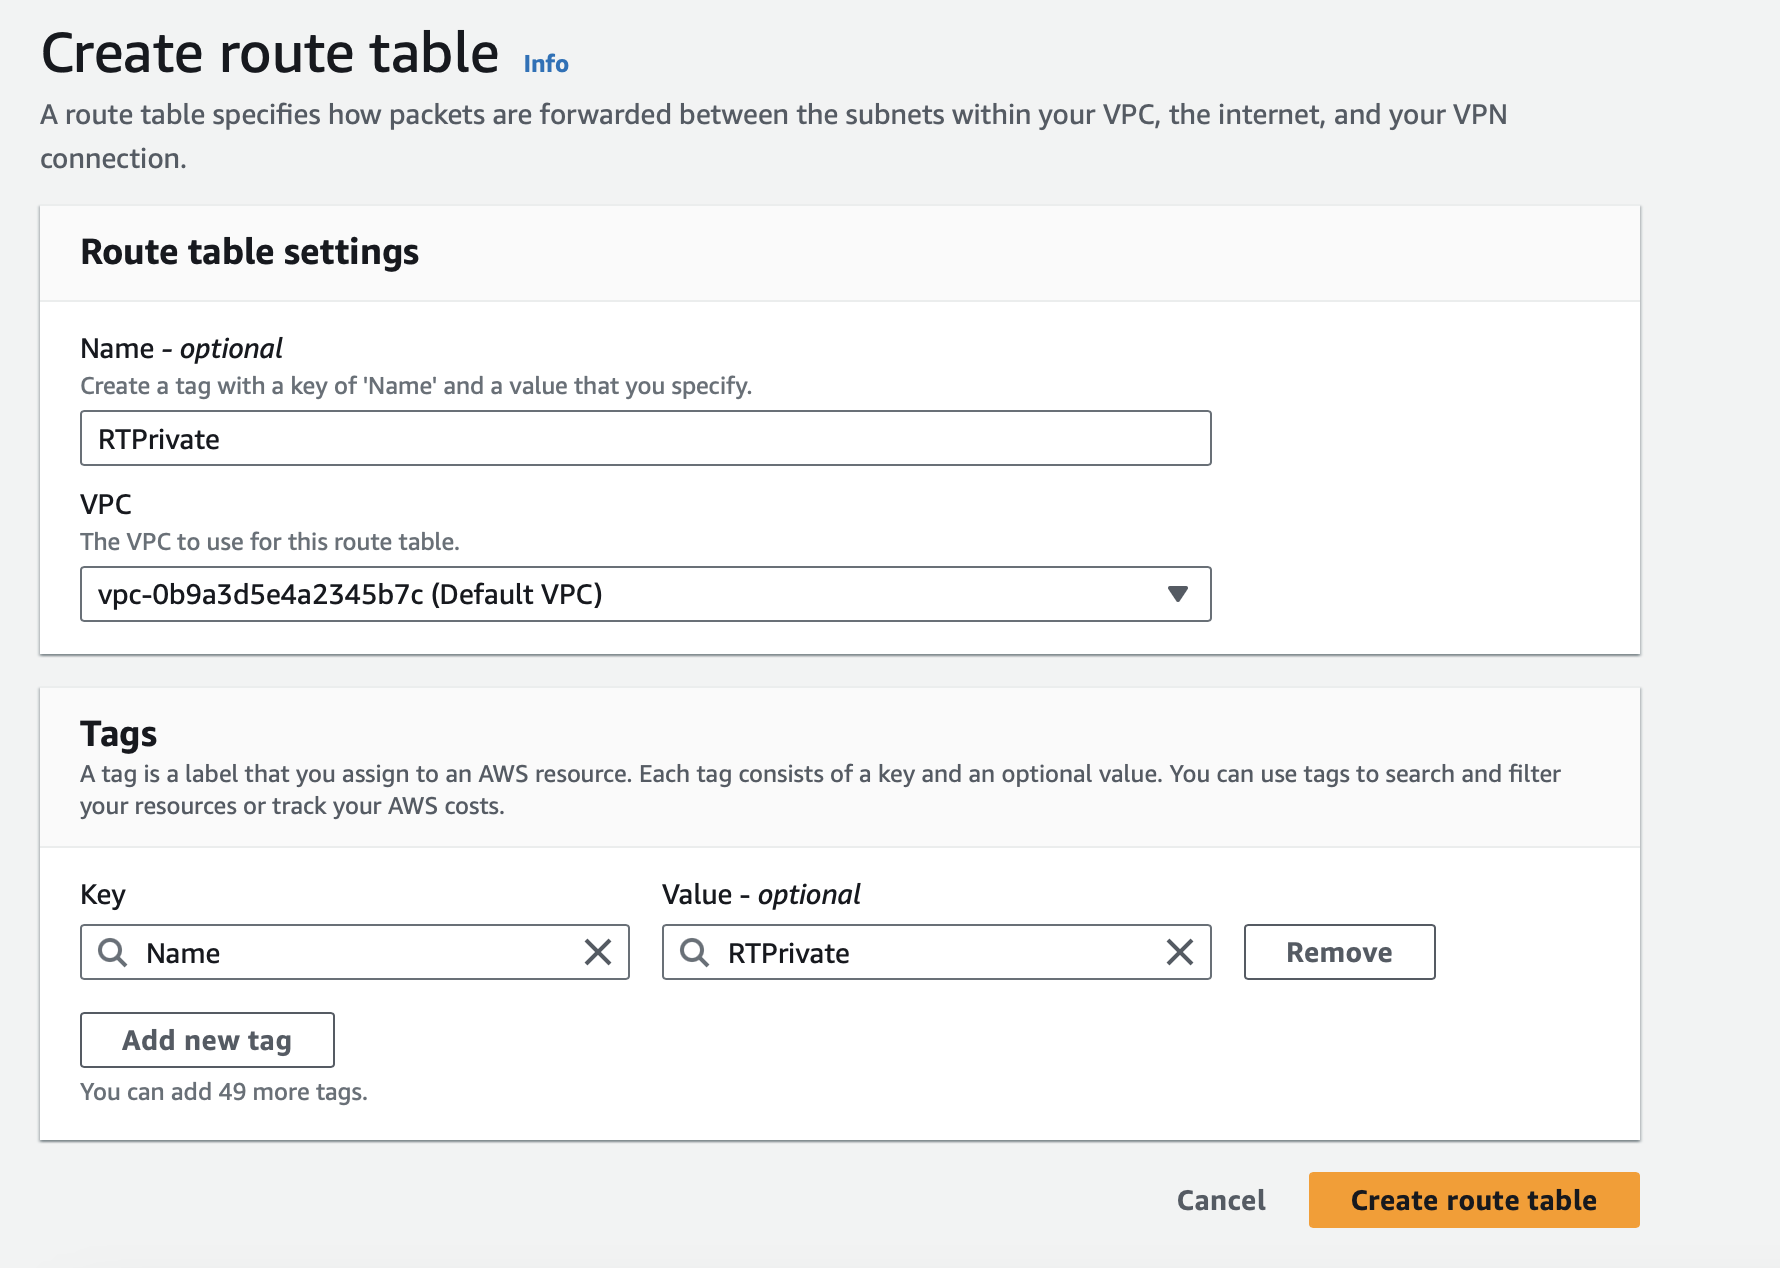 Create route table Info
A route table specifies how packets are forwarded between the subnets within your VPC, the internet, and your VPN
connection.
Route table settings
Name - optional
Create a tag with a key of 'Name' and a value that you specify.
RTPrivate
VPC
The VPC to use for this route table.
vpc-0b9a3d5e4a2345b7c (Default VPC)
Tags
A tag is a label that you assign to an AWS resource. Each tag consists of a key and an optional value. You can use tags to search and filter
your resources or track your AWS costs.
Key Value - optional
Name RTPrivate Remove
Add new tag
You can add 49 more tags.
Cancel Create route table